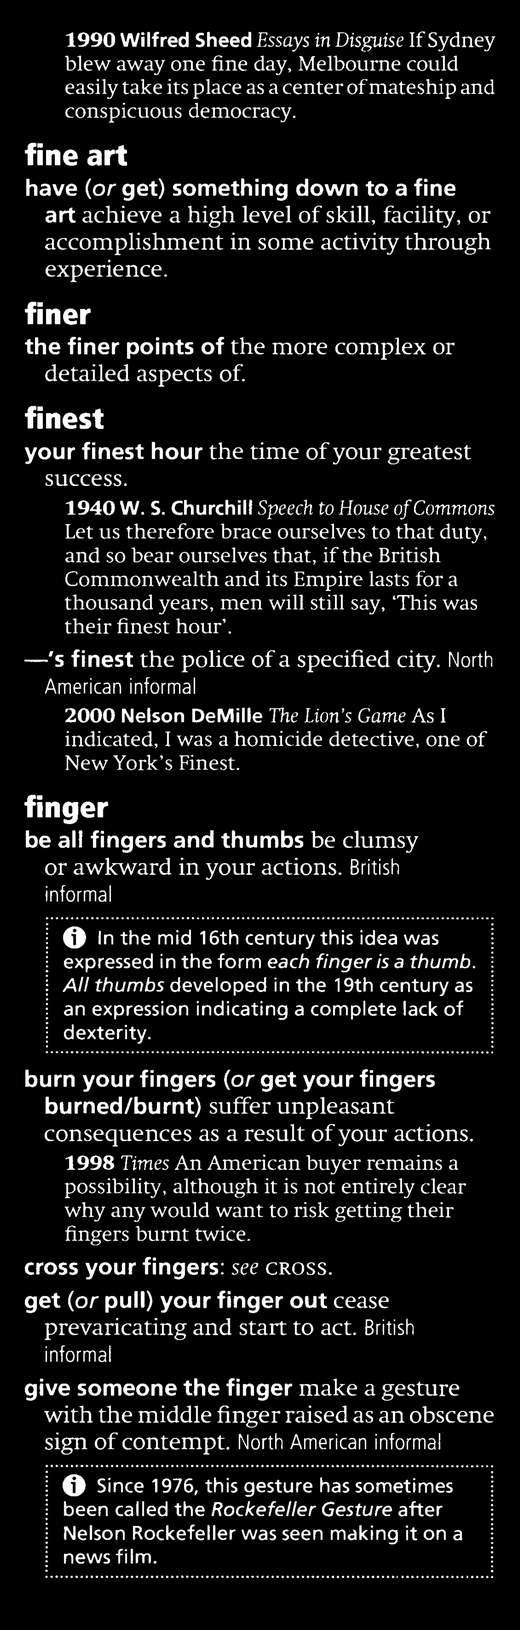 1990 Wilfred Sheed Essays in Disguise If Sydney
blew away one fine day, Melbourne could
easily take its place as a center of mateship and
conspicuous democracy.
fine art
have (or get) something down to a fine
art achieve a high level of skill, facility, or
accomplishment in some activity through
experience.
finer
the finer points of the more complex or
detailed aspects of.
finest
your finest hour the time of your greatest
success.
1940 W. S. Churchill Speech to House of Commons
Let us therefore brace ourselves to that duty,
and so bear ourselves that, if the British
Commonwealth and its Empire lasts for a
thousand years, men will still say, ‘This was
their finest hour’.
—’s finest the police of a specified city. North
American informal
2000 Nelson DeMille The Lion’s Game As I
indicated, I was a homicide detective, one of
New York’s Finest.
finger
be all fingers and thumbs be clumsy
or awkward in your actions. British
informal
i In the mid 16th century this idea was
expressed in the form each finger is a thumb.
All thumbs developed in the 19th century as
an expression indicating a complete lack of
dexterity.
burn your fingers (or get your fingers
burned/burnt) suffer unpleasant
consequences as a result of your actions.
1998 Times An American buyer remains a
possibility, although it is not entirely clear
why any would want to risk getting their
fingers burnt twice.
cross your fingers: see CROSS.
get (or pull) your finger out cease
prevaricating and start to act. British
informal
give someone the finger make a gesture
with the middle finger raised as an obscene
sign of contempt. North American informal
i Since 1976, this gesture has sometimes
been called the Rockefeller Gesture after
Nelson Rockefeller was seen making it on a
news film.